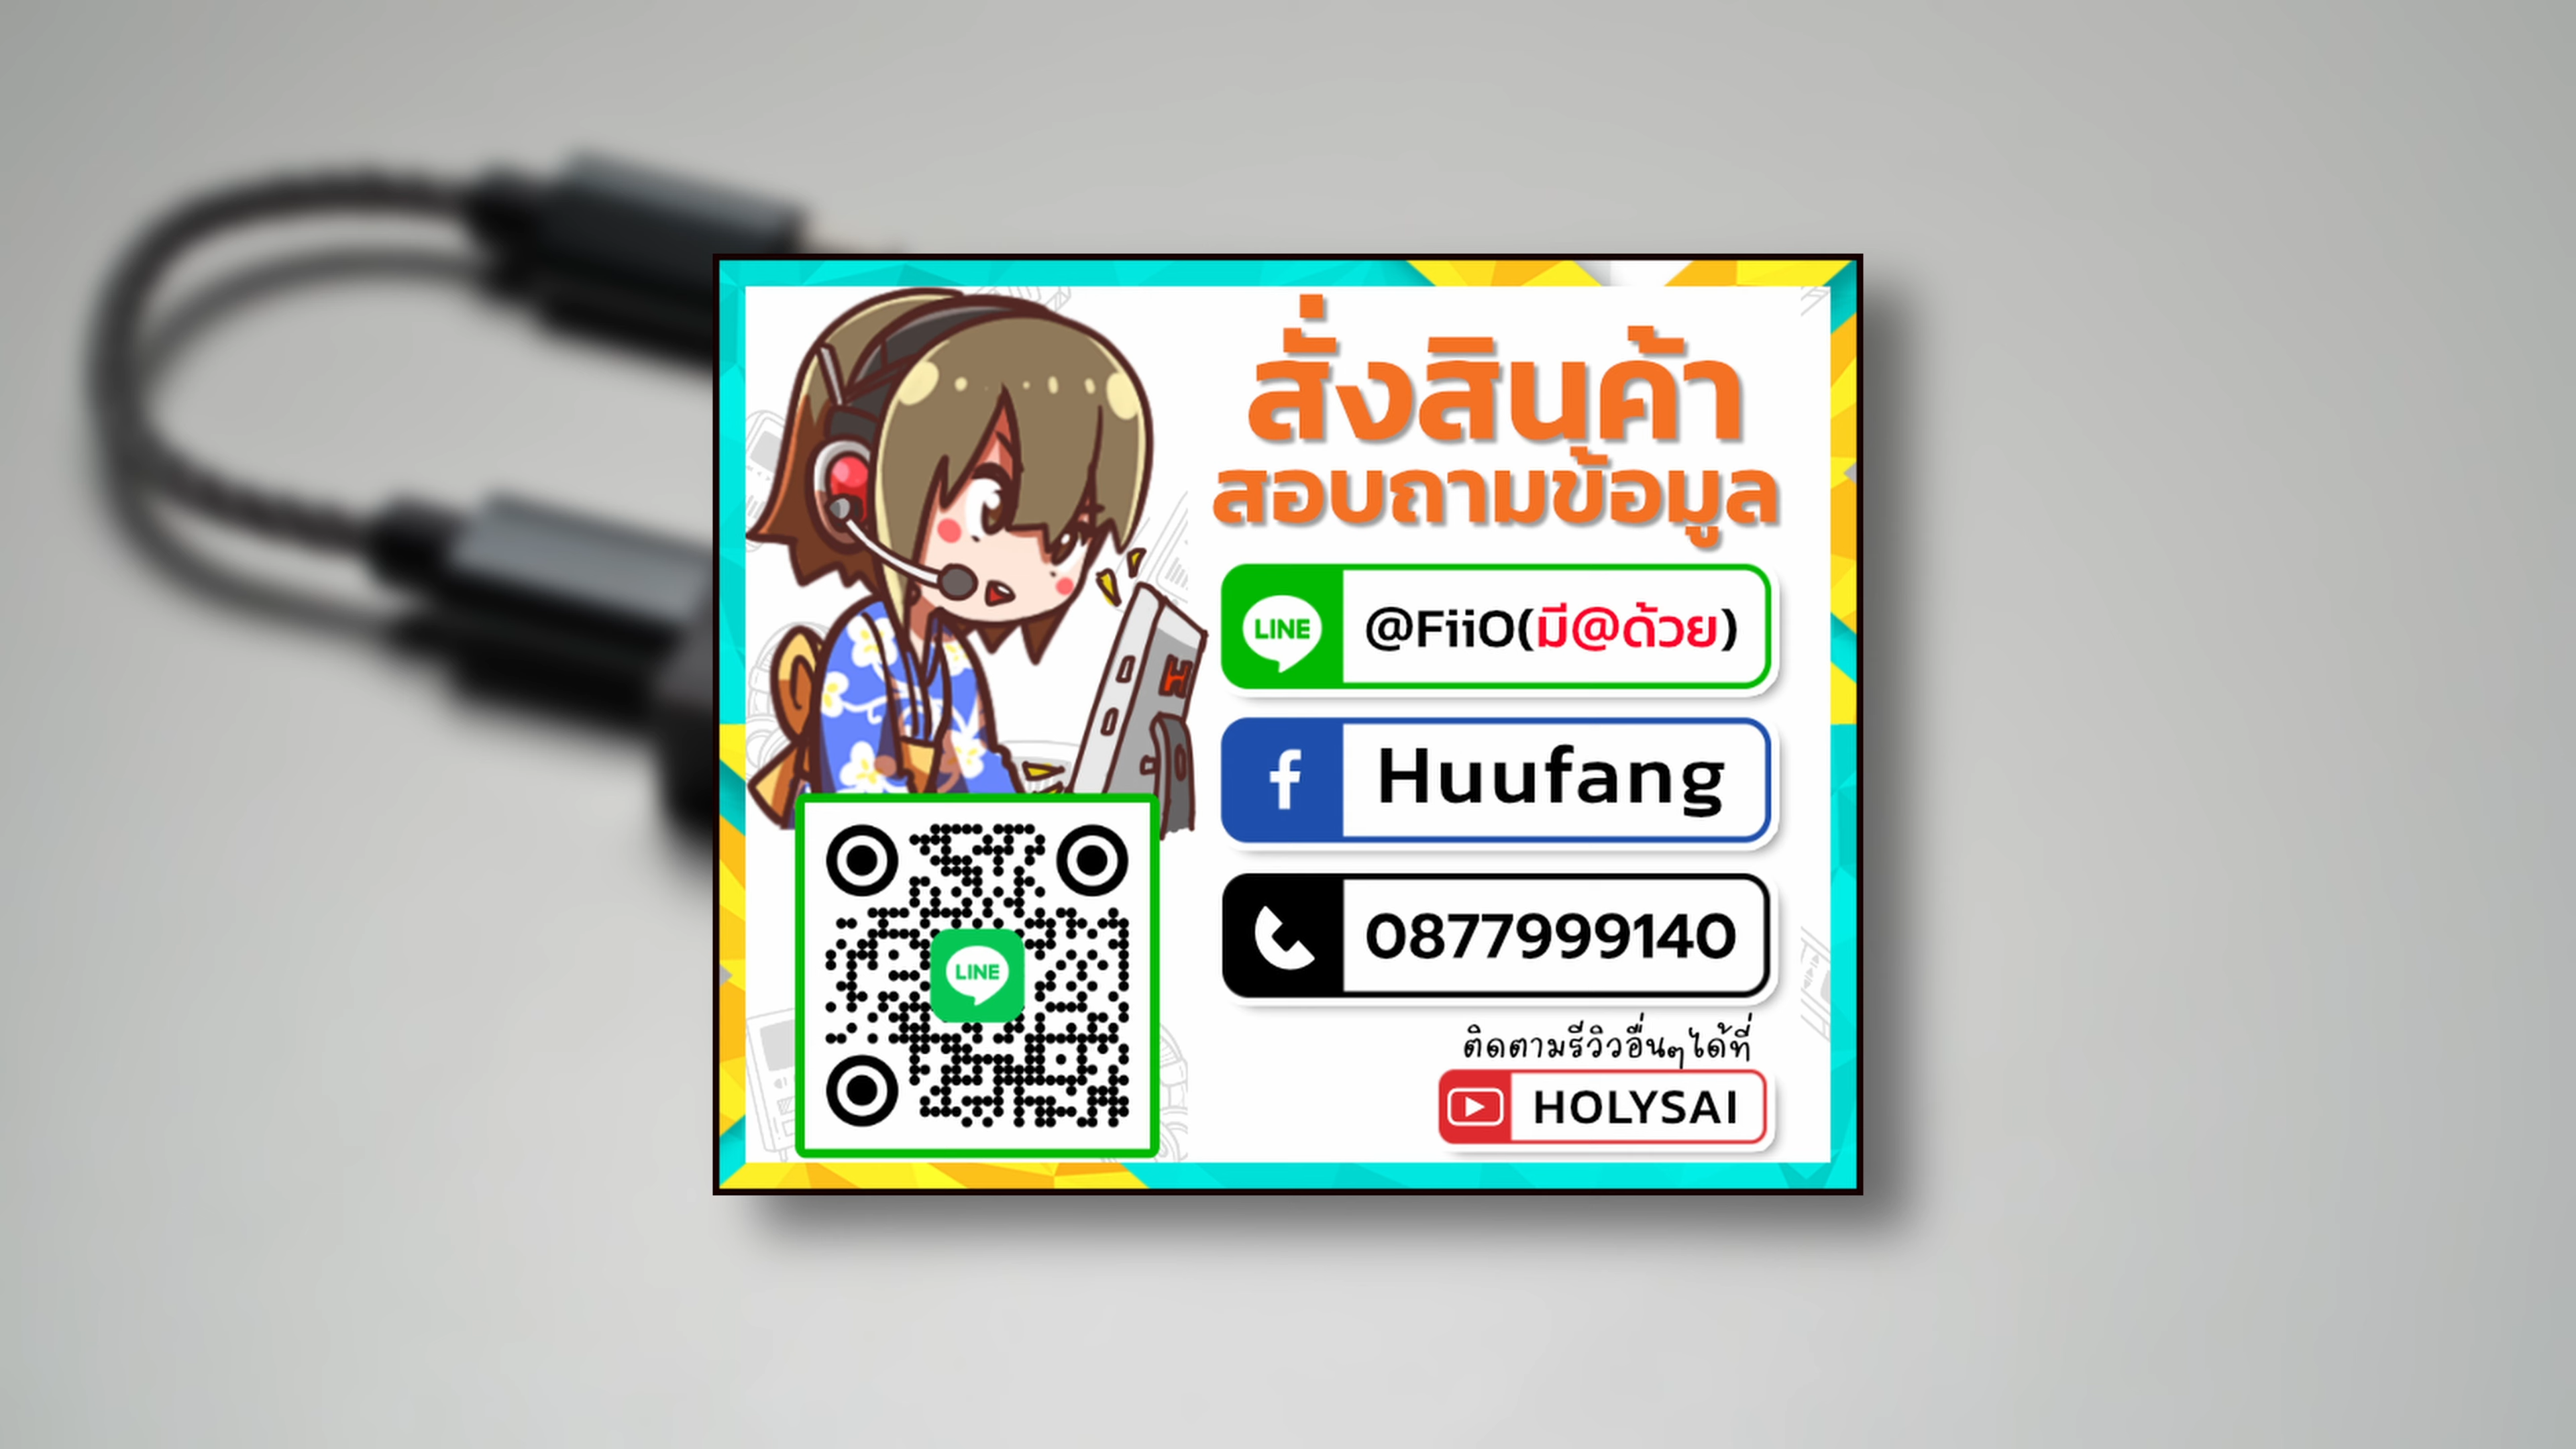 สั่งสินค้า
สอบถามข้อมูล
LINE @FiiO(มี@ด้วย)
f Huufang
0877999140
LINE
ติดตามรีวิวอื่นๆได้ที่
HOLYSAI
H